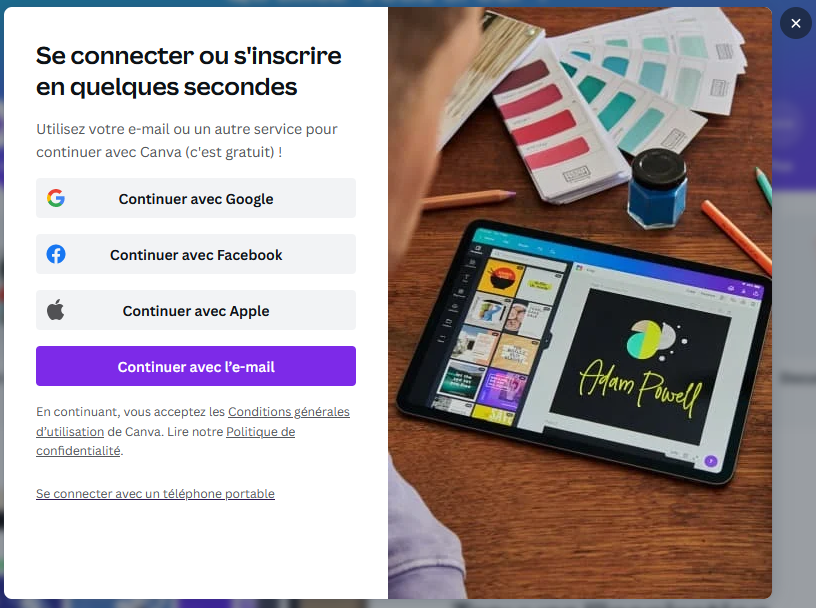 Se connecter ou s'inscrire
en quelques secondes
Utilisez votre e-mail ou un autre service pour
continuer avec Canva (c'est gratuit) !
Continuer avec Google
Continuer avec Facebook
Continuer avec Apple
Continuer avec l’e-mail
En continuant, vous acceptez les Conditions générales
d’utilisation de Canva. Lire notre Politique de
confidentialité.
Se connecter avec un téléphone portable
Adam Powell